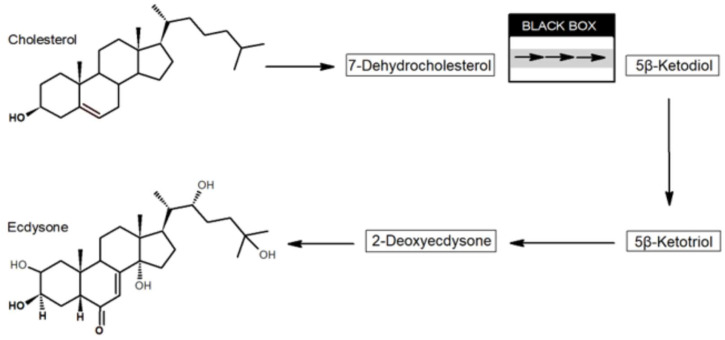 BLACK BOX
Cholesterol
7-Dehydrocholesterol
5β-Ketodiol
HO
OH
Ecdysone
2-Deoxyecdysone
5β-Ketotriol
OH
HO
OH
HO
H
H
O